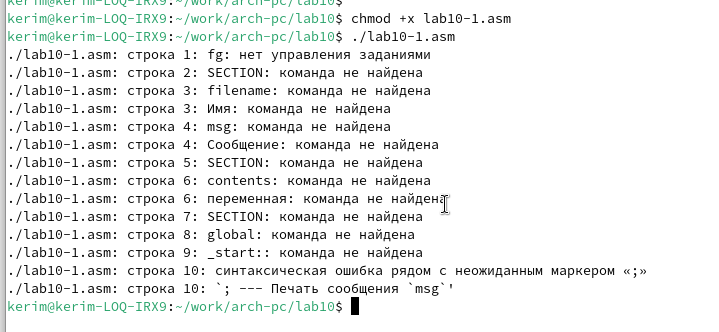 kerim@kerim-LOQ-IRX9:~/work/arch-pc/lab10$
kerim@kerim-LOQ-IRX9:~/work/arch-pc/lab10$ chmod +x lab10-1.asm
kerim@kerim-LOQ-IRX9:~/work/arch-pc/lab10$ ./lab10-1.asm
./lab10-1.asm: строка 1: fg: нет управления заданиями
./lab10-1.asm: строка 2: SECTION: команда не найдена
./lab10-1.asm: строка 3: filename: команда не найдена
./lab10-1.asm: строка 3: Имя: команда не найдена
./lab10-1.asm: строка 4: msg: команда не найдена
./lab10-1.asm: строка 4: Сообщение: команда не найдена
./lab10-1.asm: строка 5: SECTION: команда не найдена
./lab10-1.asm: строка 6: contents: команда не найдена
./lab10-1.asm: строка 6: переменная: команда не найдена
./lab10-1.asm: строка 7: SECTION: команда не найдена
./lab10-1.asm: строка 8: global: команда не найдена
./lab10-1.asm: строка 9: _start:: команда не найдена
./lab10-1.asm: строка 10: синтаксическая ошибка рядом с неожиданным маркером «;»
./lab10-1.asm: строка 10: `; --- Печать сообщения `msg`'
kerim@kerim-LOQ-IRX9:~/work/arch-pc/lab10$